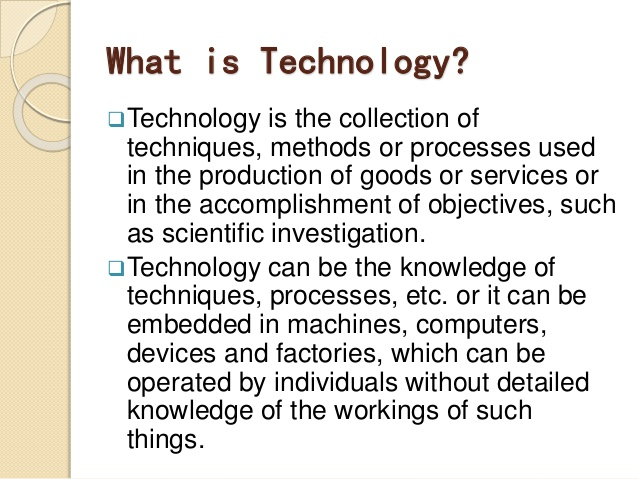 What is Technology?
Technology is the collection of
techniques, methods or processes used
in the production of goods or services or
in the accomplishment of objectives, such
as scientific investigation.
Technology can be the knowledge of
techniques, processes, etc. or it can be
embedded in machines, computers,
devices and factories, which can be
operated by individuals without detailed
knowledge of the workings of such
things.